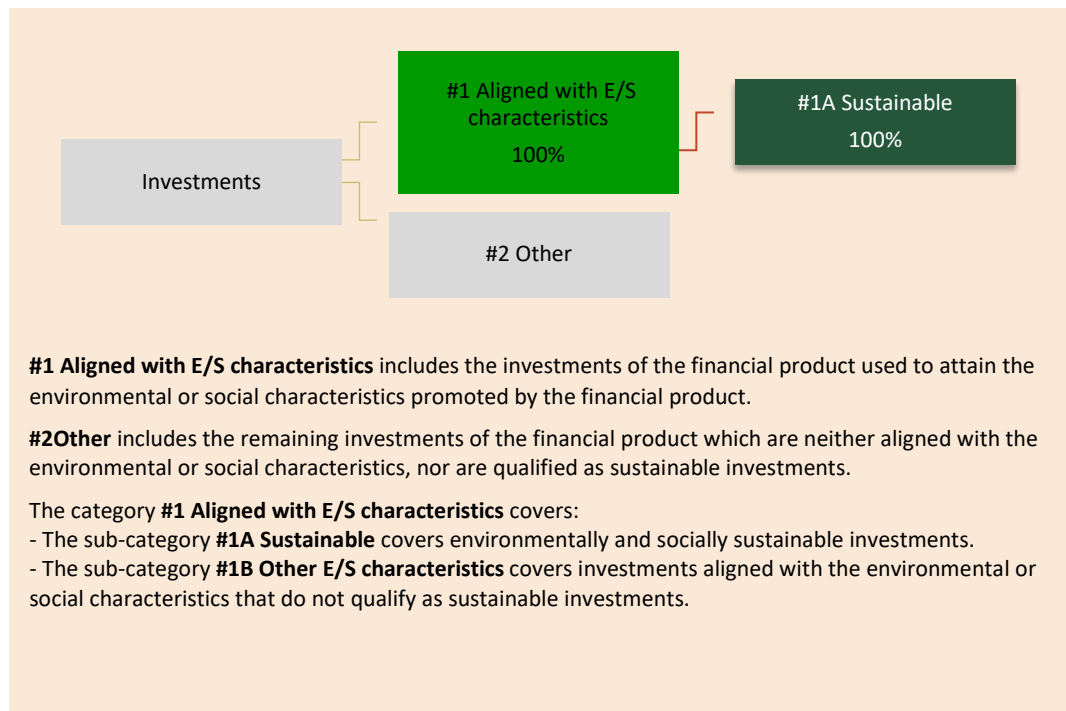 #1 Aligned with E/S
characteristics
100%
#1A Sustainable
100%
Investments
#2 Other
#1 Aligned with E/S characteristics includes the investments of the financial product used to attain the
environmental or social characteristics promoted by the financial product.
#2Other includes the remaining investments of the financial product which are neither aligned with the
environmental or social characteristics, nor are qualified as sustainable investments.
The category #1 Aligned with E/S characteristics covers:
- The sub-category #1A Sustainable covers environmentally and socially sustainable investments.
- The sub-category #1B Other E/S characteristics covers investments aligned with the environmental or
social characteristics that do not qualify as sustainable investments.